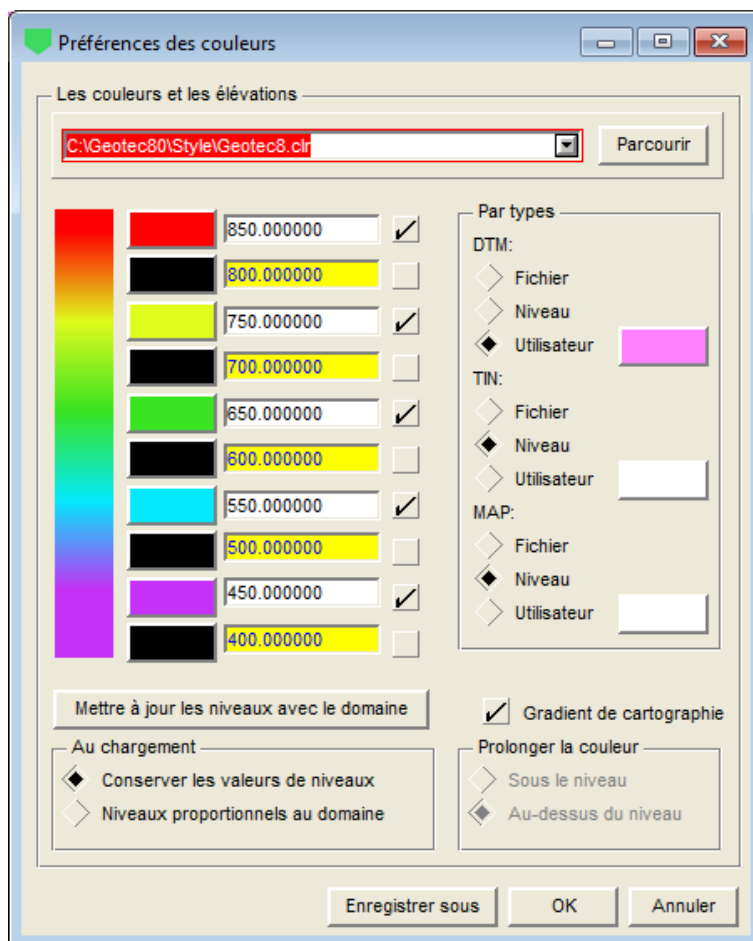 Préférences des couleurs
Les couleurs et les élévations
C:\Geotec80\Style\Geotec8.clr
Parcourir
850.000000
800.000000
750.000000
700.000000
650.000000
600.000000
550.000000
500.000000
450.000000
400.000000
Par types
DTM:
Fichier
Niveau
Utilisateur
TIN:
Fichier
Niveau
Utilisateur
MAP:
Fichier
Niveau
Utilisateur
Mettre à jour les niveaux avec le domaine
Gradient de cartographie
Au chargement
Conserver les valeurs de niveaux
Niveaux proportionnels au domaine
Prolonger la couleur
Sous le niveau
Au-dessus du niveau
Enregistrer sous
OK
Annuler